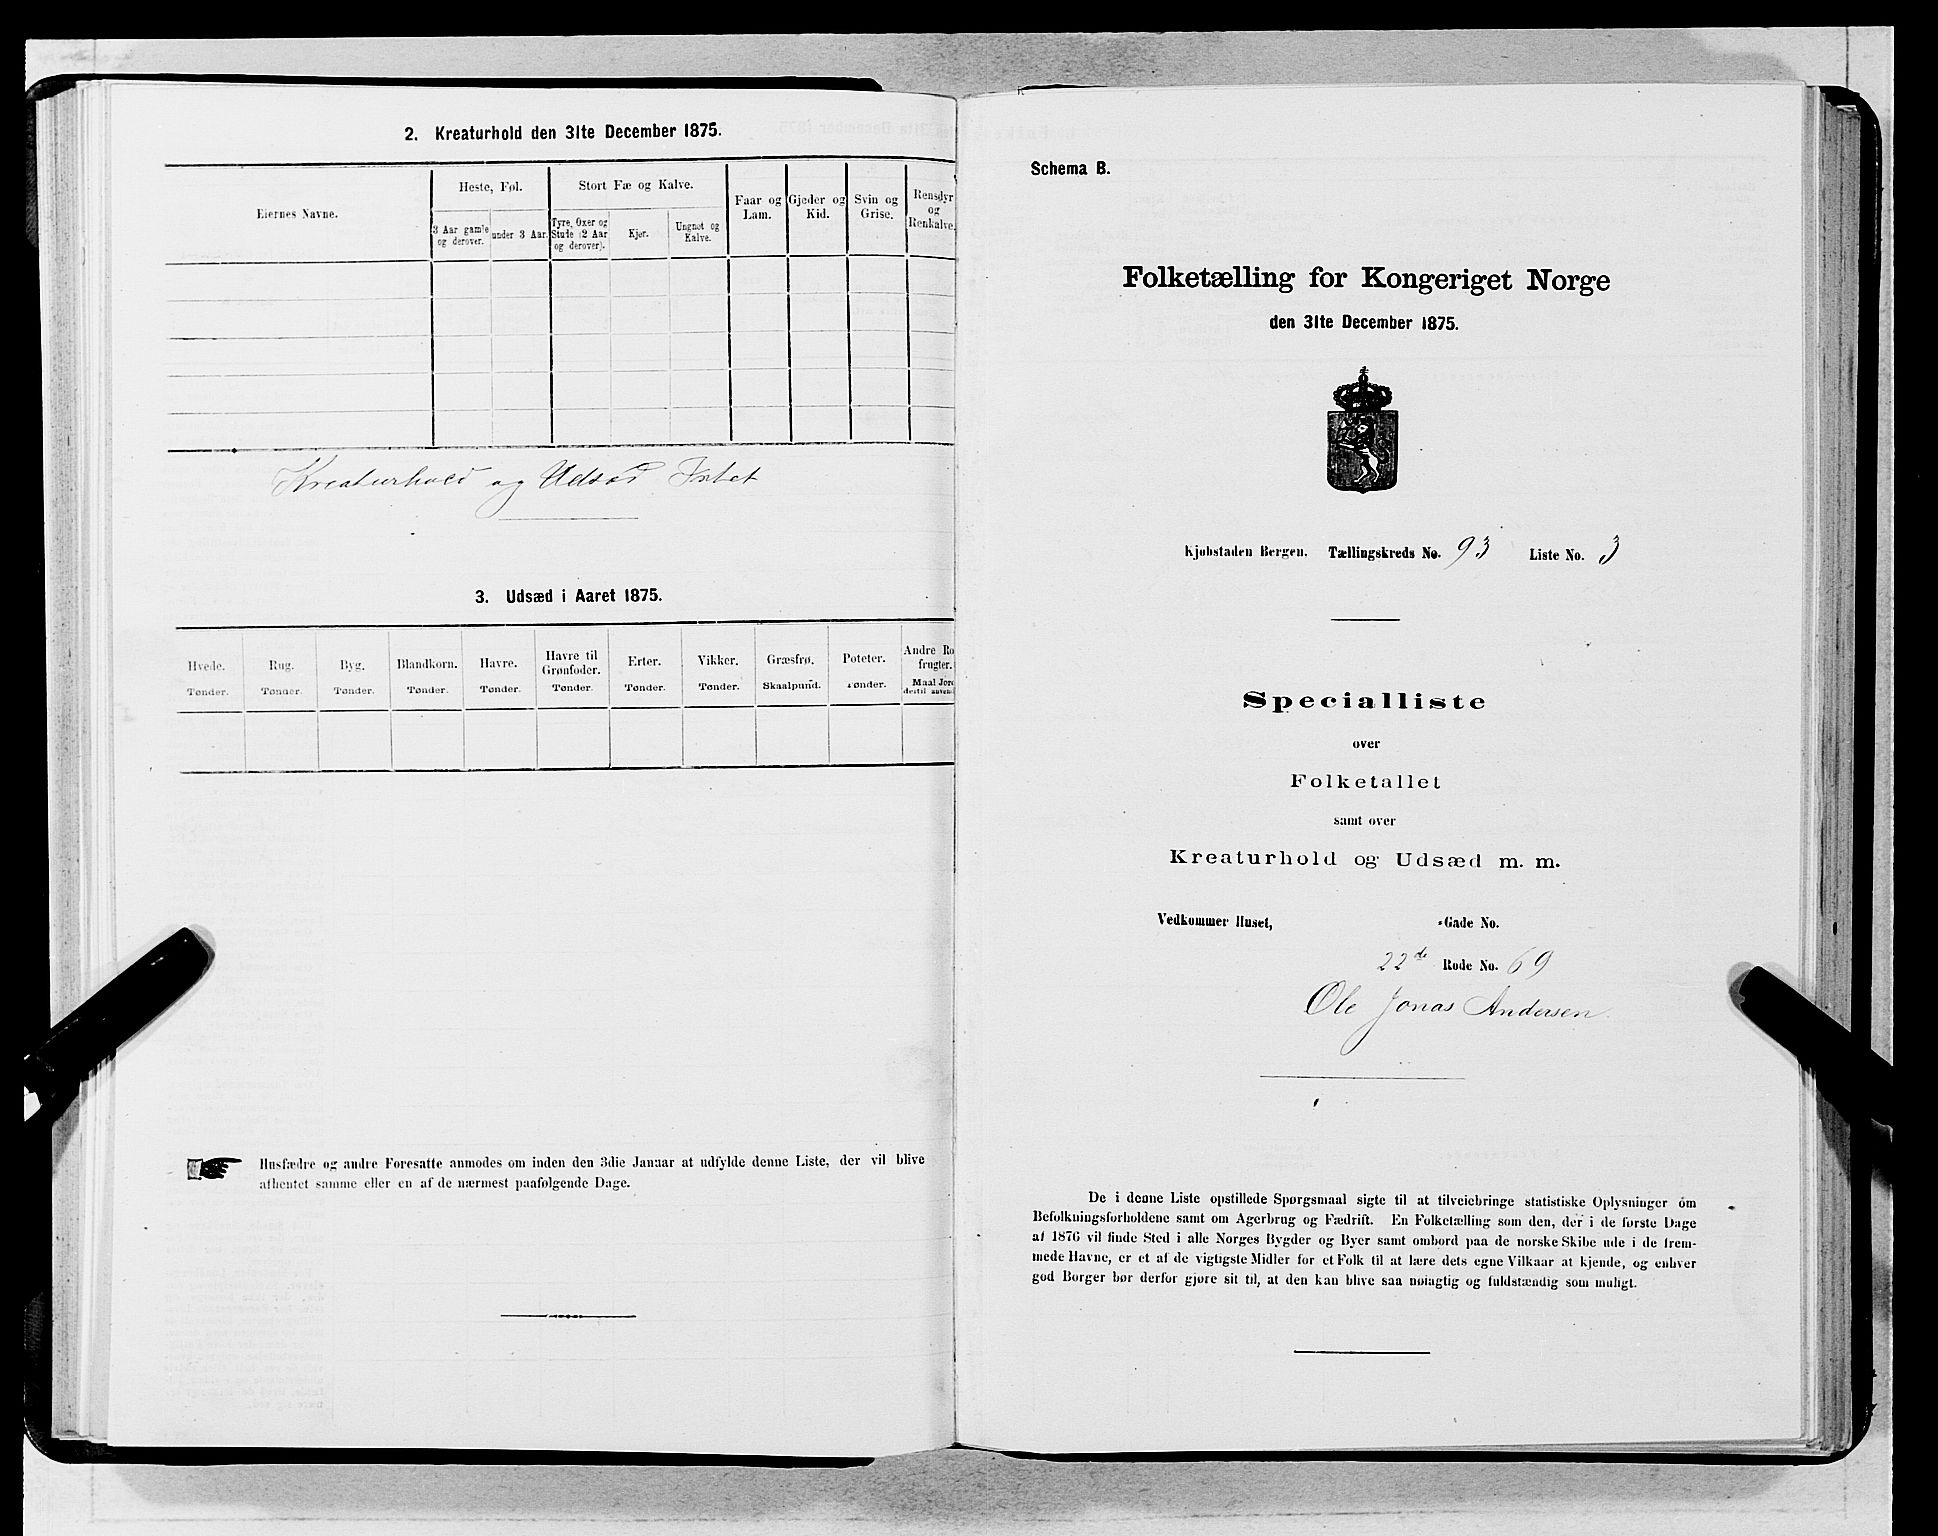 2. Kreaturhold den 31te December 1875.
Eiernes Navne.
Heste, Føl.
Stort Fæ og Kalve.
Faar og Lam.
Gjeder og Kid.
Svin og Grise.
Rensdyr og Renkalve.
3 Aar gamle og derover.
under 3 Aar.
Tyre, Oxer og Stude (2 Aar og derover).
Kjør.
Ungnøt og Kalve.
Kreaturhold og Udsæd Intet
3. Udsæd i Aaret 1875.
Hvede. Rug. Byg. Blandkorn. Havre. Havre til Grønfoder. Erter. Vikker. Græsfrø. Poteter. Andre Ro frugter.
Tønder. Tønder. Tønder. Tønder. Tønder. Tønder. Tønder. Tønder. Skaalpund. Tønder. Maal Jord dertil anvend
Husfædre og andre Foresatte anmodes om inden den 3die Januar at udfylde denne Liste, der vil blive
afhentet samme eller en af de nærmest paafølgende Dage.
Schema B.
Folketælling for Kongeriget Norge
den 31te December 1875.
Kjøbstaden Bergen. Tællingskreds No. 93 Liste No. 3
Specialliste
over
Folketallet
samt over
Kreaturhold og Udsæd m. m.
Vedkommer Huset, -Gade No.
22de Rode No. 69
Ole Jonas Andersen
De i denne Liste opstillede Spørgsmaal sigte til at tilveiebringe statistiske Oplysninger om
Befolkningsforholdene samt om Agerbrug og Fædrift. En Folketælling som den, der i de første Dage
af 1876 vil finde Sted i alle Norges Bygder og Byer samt ombord paa de norske Skibe ude i de frem-
mede Havne, er et af de vigtigste Midler for et Folk til at lære dets egne Vilkaar at kjende, og enhver
god Borger bør derfor gjøre sit til, at den kan blive saa nøiagtig og fuldstændig som muligt.